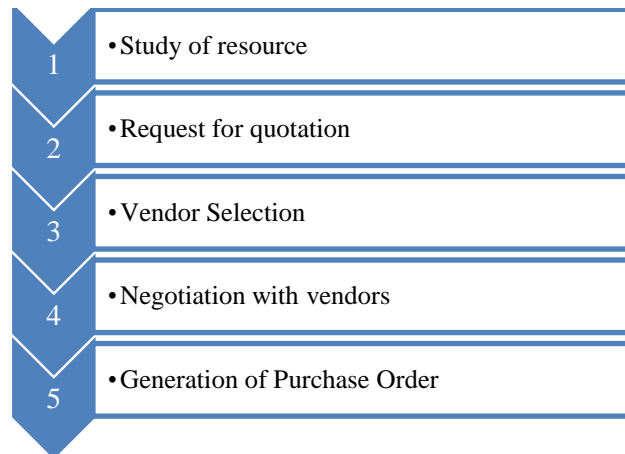 1
•Study of resource
2
•Request for quotation
3
•Vendor Selection
4
•Negotiation with vendors
5
•Generation of Purchase Order